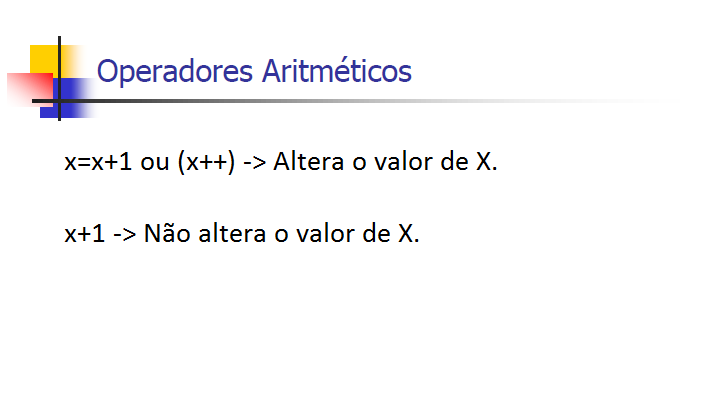 Operadores Aritméticos
x=x+1 ou (x++) -> Altera o valor de X.
x+1 -> Não altera o valor de X.